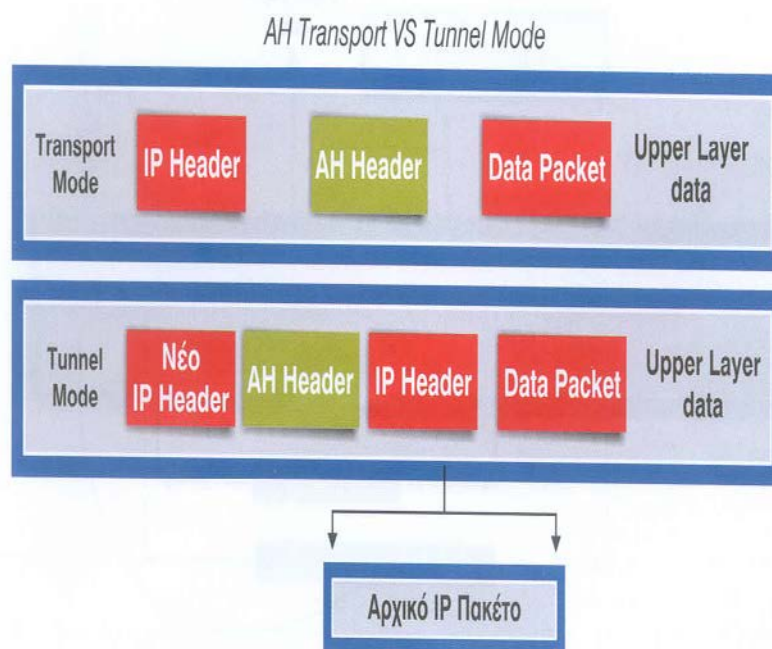 AH Transport VS Tunnel Mode
Transport
Mode
IP Header
AH Header
Data Packet
Upper Layer
data
Tunnel
Mode
Νέο
IP Header
AH Header
IP Header
Data Packet
Upper Layer
data
Αρχικό IP Πακέτο